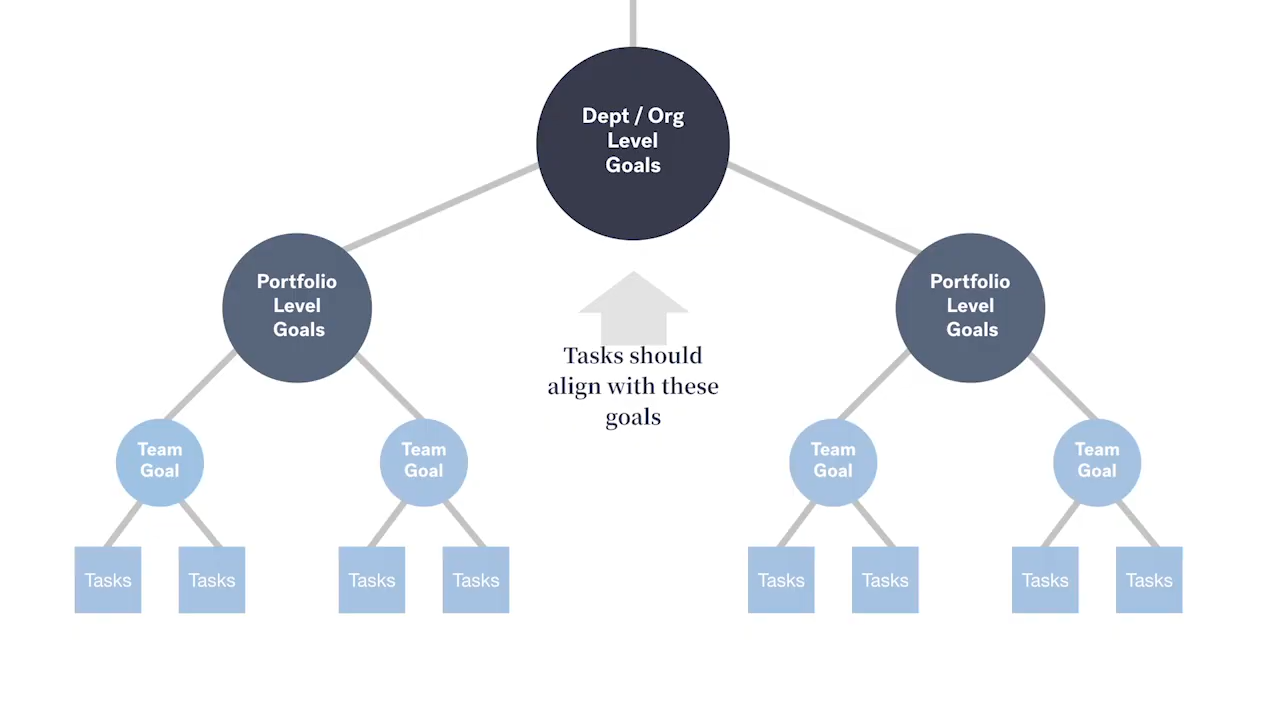 Dept / Org
Level
Goals
Portfolio
Level
Goals
Portfolio
Level
Goals
Tasks should
align with these
goals
Team
Goal
Team
Goal
Team
Goal
Team
Goal
Tasks
Tasks
Tasks
Tasks
Tasks
Tasks
Tasks
Tasks